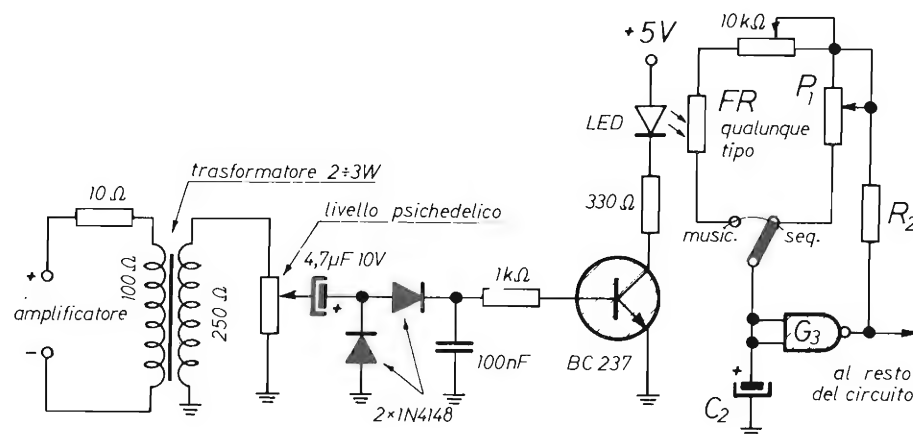 10kΩ
+5V
FR
qualunque
tipo
P1
LED
trasformatore 2÷3W
10Ω
livello psichedelico
330Ω
R2
music.
seq.
4,7µF 10V
100Ω
250Ω
1kΩ
+
amplificatore
-
+
100nF
BC 237
G3
+
C2
al resto
del circuito
2×1N4148